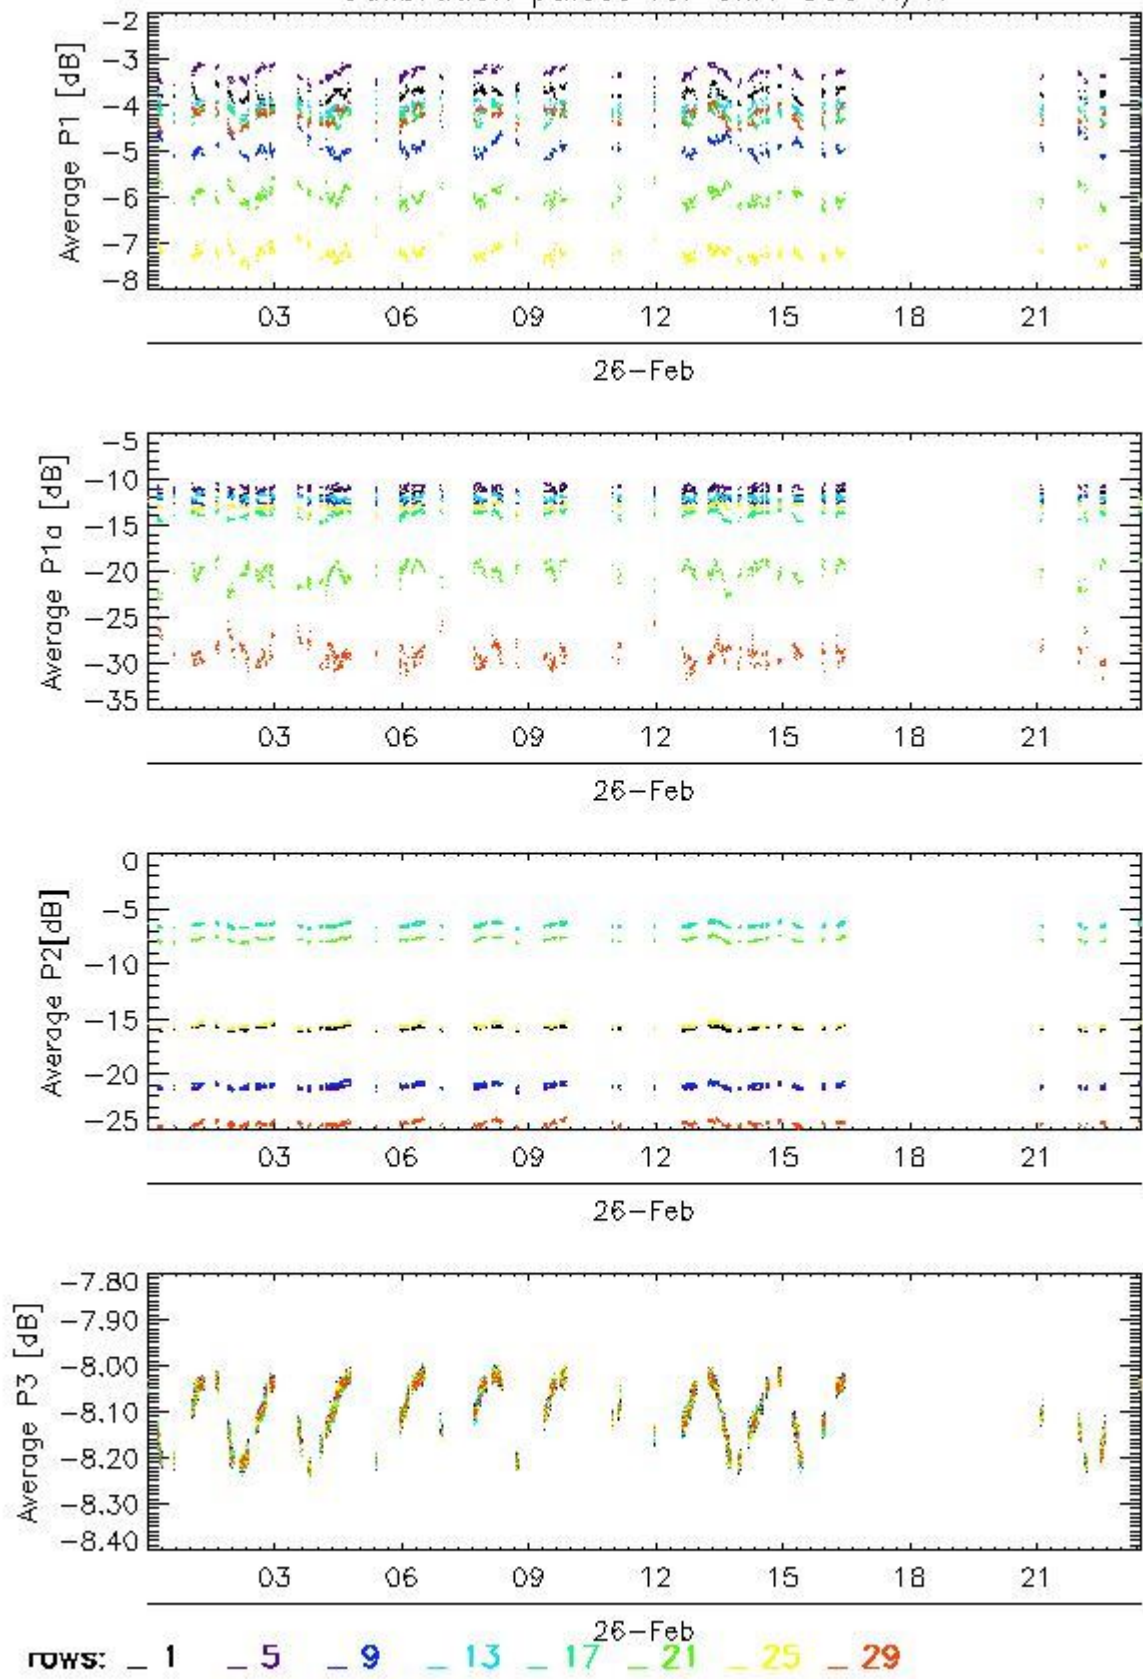 Average P1 [dB]
-2
-3
-4
-5
-6
-7
-8
03 06 09 12 15 18 21
26-Feb
Average P1a [dB]
-5
-10
-15
-20
-25
-30
-35
03 06 09 12 15 18 21
26-Feb
Average P2[dB]
0
-5
-10
-15
-20
-25
03 06 09 12 15 18 21
26-Feb
Average P3 [dB]
-7.80
-7.90
-8.00
-8.10
-8.20
-8.30
-8.40
03 06 09 12 15 18 21
26-Feb
rows: _ 1 _ 5 _ 9 _ 13 _ 17 _ 21 _ 25 _ 29